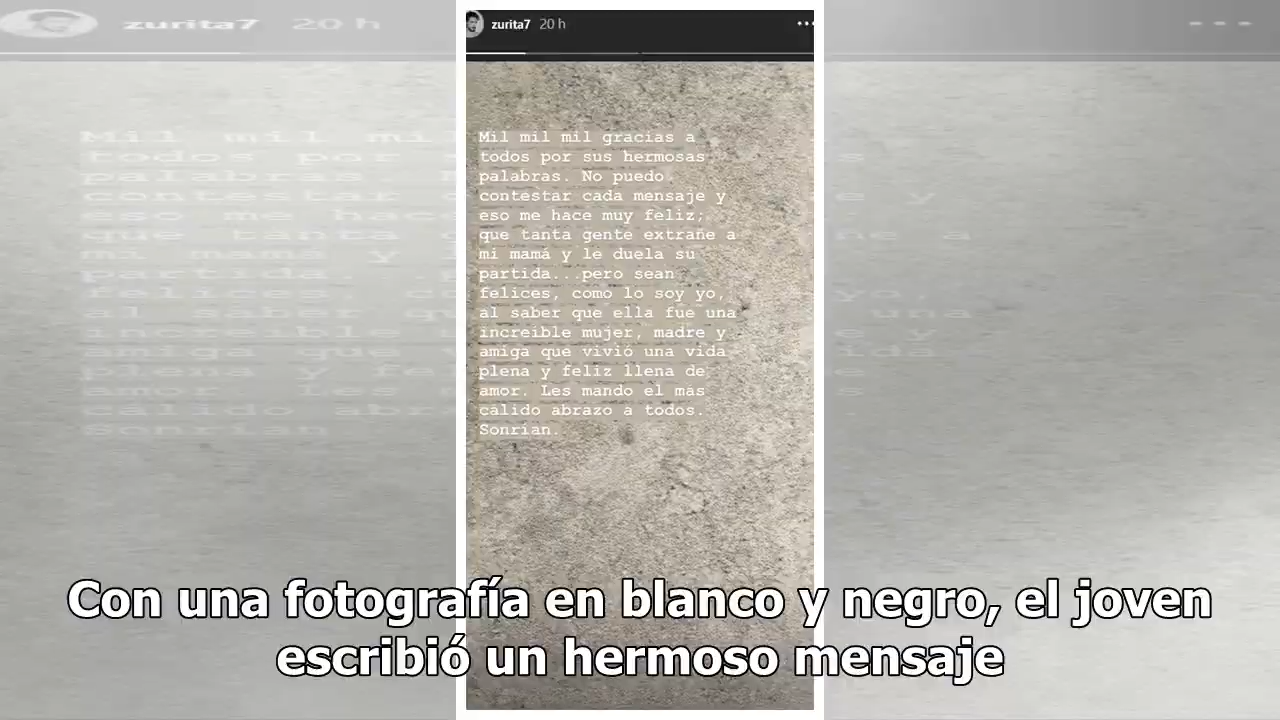 zurita7 20 h
zurita7 20 h
Mil mil mil gracias a
todos por sus hermosas
palabras. No puedo
contestar cada mensaje y
eso me hace muy feliz;
que tanta gente extrañe a
mi mamá y le duela su
partida...pero sean
felices, como lo soy yo,
al saber que ella fue una
increíble mujer, madre y
amiga que vivió una vida
plena y feliz llena de
amor. Les mando el más
cálido abrazo a todos.
Sonrían.
Con una fotografía en blanco y negro, el joven
escribió un hermoso mensaje